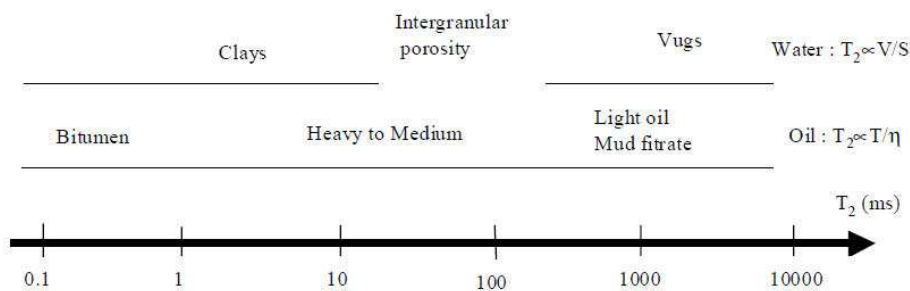 Intergranular
porosity
Clays
Vugs
Water : T₂∝V/S
Bitumen
Heavy to Medium
Light oil
Mud fitrate
Oil : T₂∝T/η
T₂ (ms)
0.1 1 10 100 1000 10000